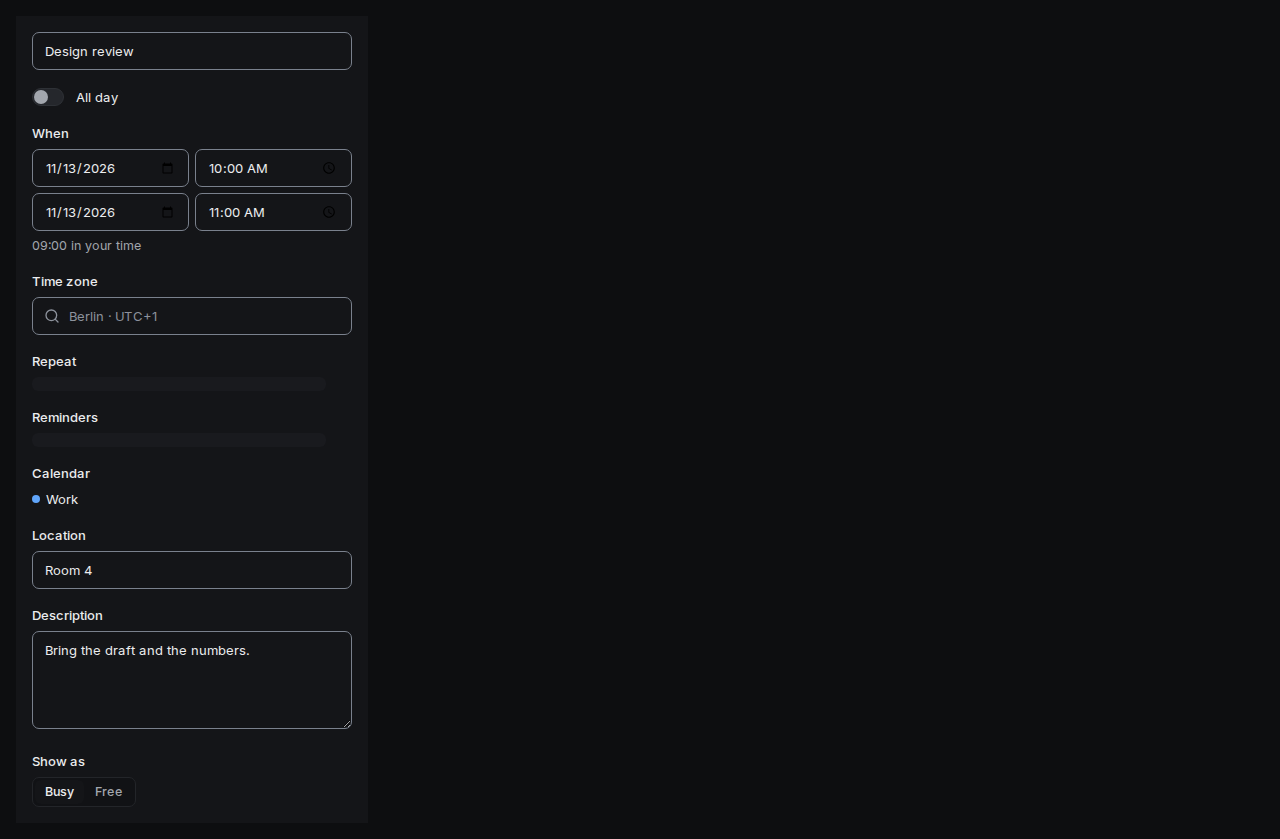 Design review
All day
When
11/13/2026 10:00 AM
11/13/2026 11:00 AM
09:00 in your time
Time zone
Berlin · UTC+1
Repeat
Reminders
Calendar
Work
Location
Room 4
Description
Bring the draft and the numbers.
Show as
Busy Free